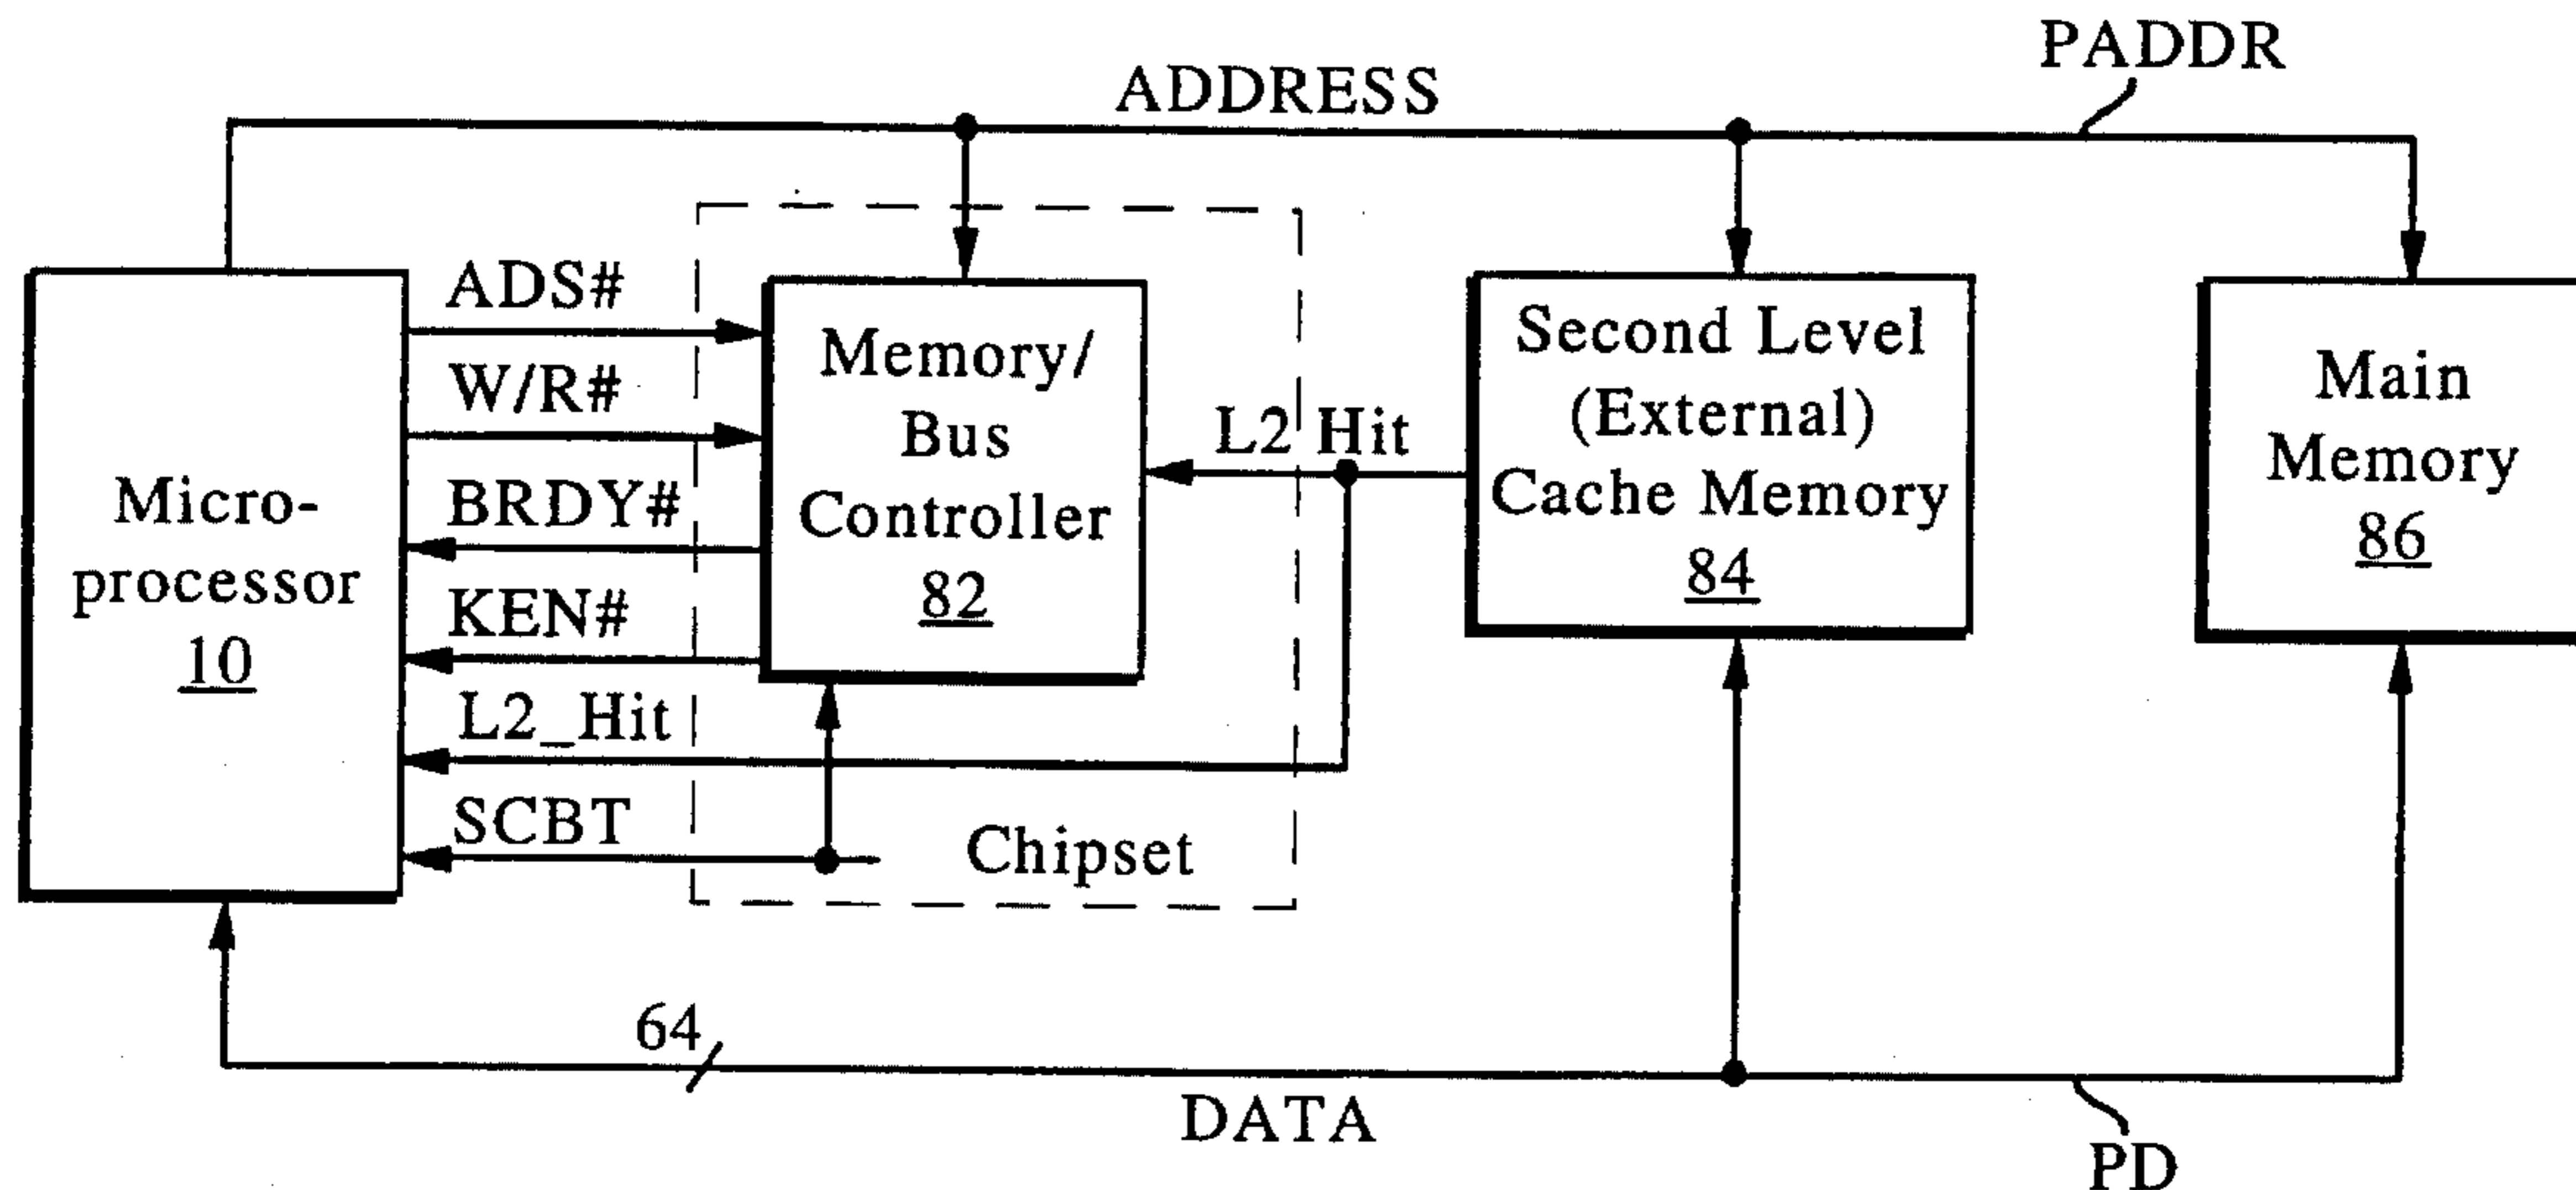 PADDR
ADDRESS
Micro-
processor
10
ADS#
W/R#
BRDY#
KEN#
L2_Hit
SCBT
Memory/
Bus
Controller
82
Chipset
L2 Hit
Second Level
(External)
Cache Memory
84
Main
Memory
86
64
DATA
PD